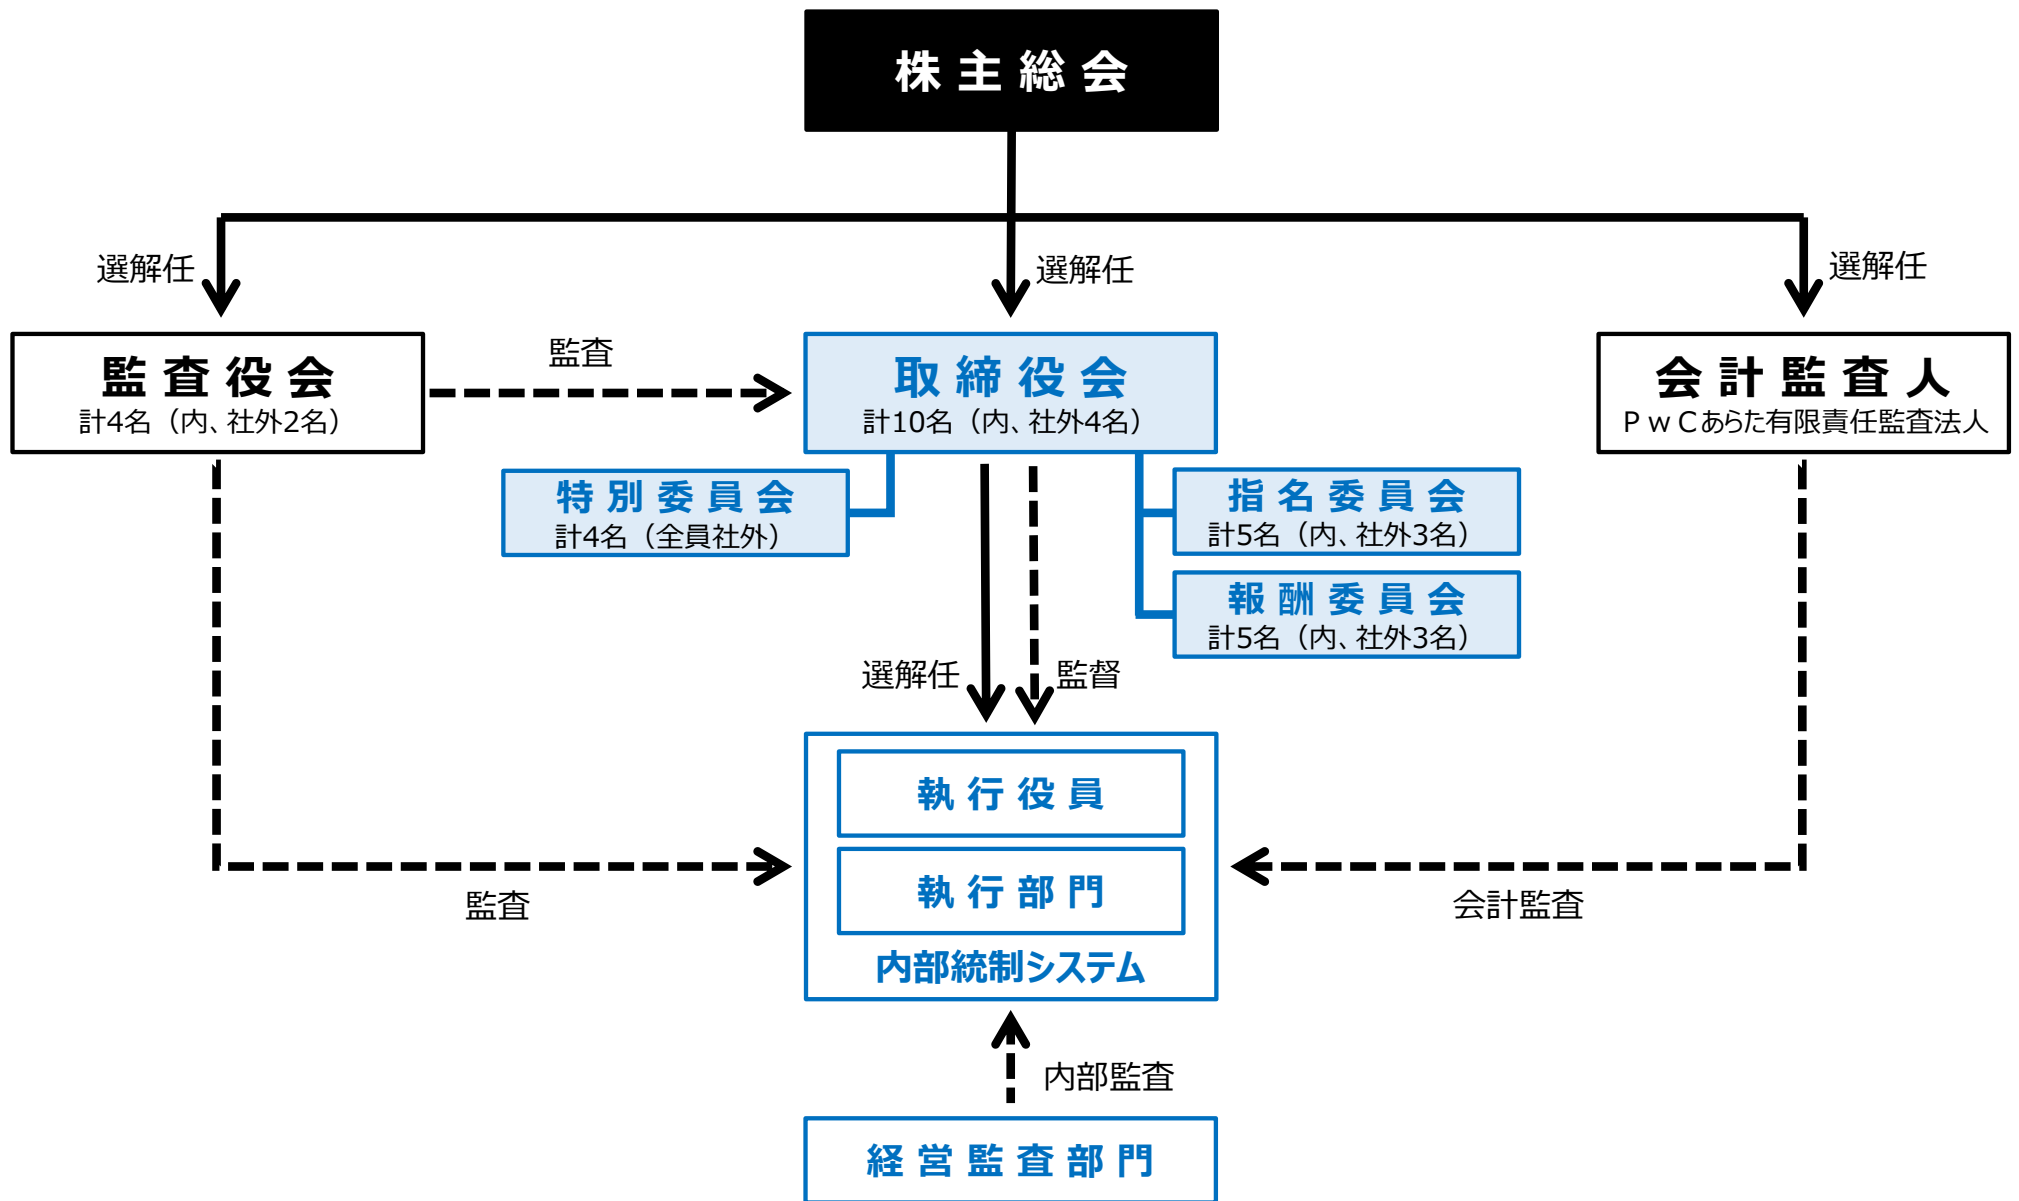 株主総会
選解任
選解任
選解任
監査役会
計4名（内、社外2名）
監査
取締役会
計10名（内、社外4名）
会計監査人
ＰｗＣあらた有限責任監査法人
特別委員会
計4名（全員社外）
指名委員会
計5名（内、社外3名）
報酬委員会
計5名（内、社外3名）
選解任
監督
執行役員
執行部門
内部統制システム
監査
会計監査
内部監査
経営監査部門